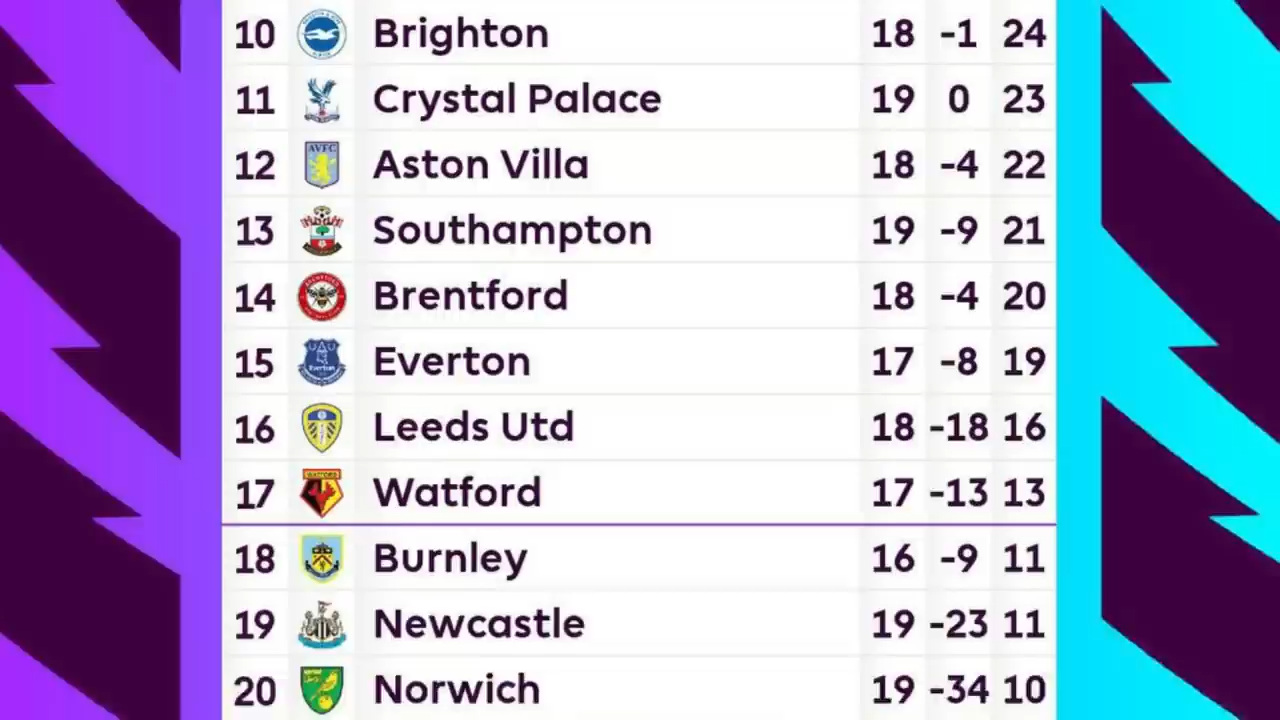 10 Brighton 18 -1 24
11 Crystal Palace 19 0 23
AVFC
12 Aston Villa 18 -4 22
13 Southampton 19 -9 21
14 Brentford 18 -4 20
15 Everton 17 -8 19
Everton
16 Leeds Utd 18 -18 16
17 Watford 17 -13 13
WATFORD
18 Burnley 16 -9 11
19 Newcastle 19 -23 11
20 Norwich 19 -34 10